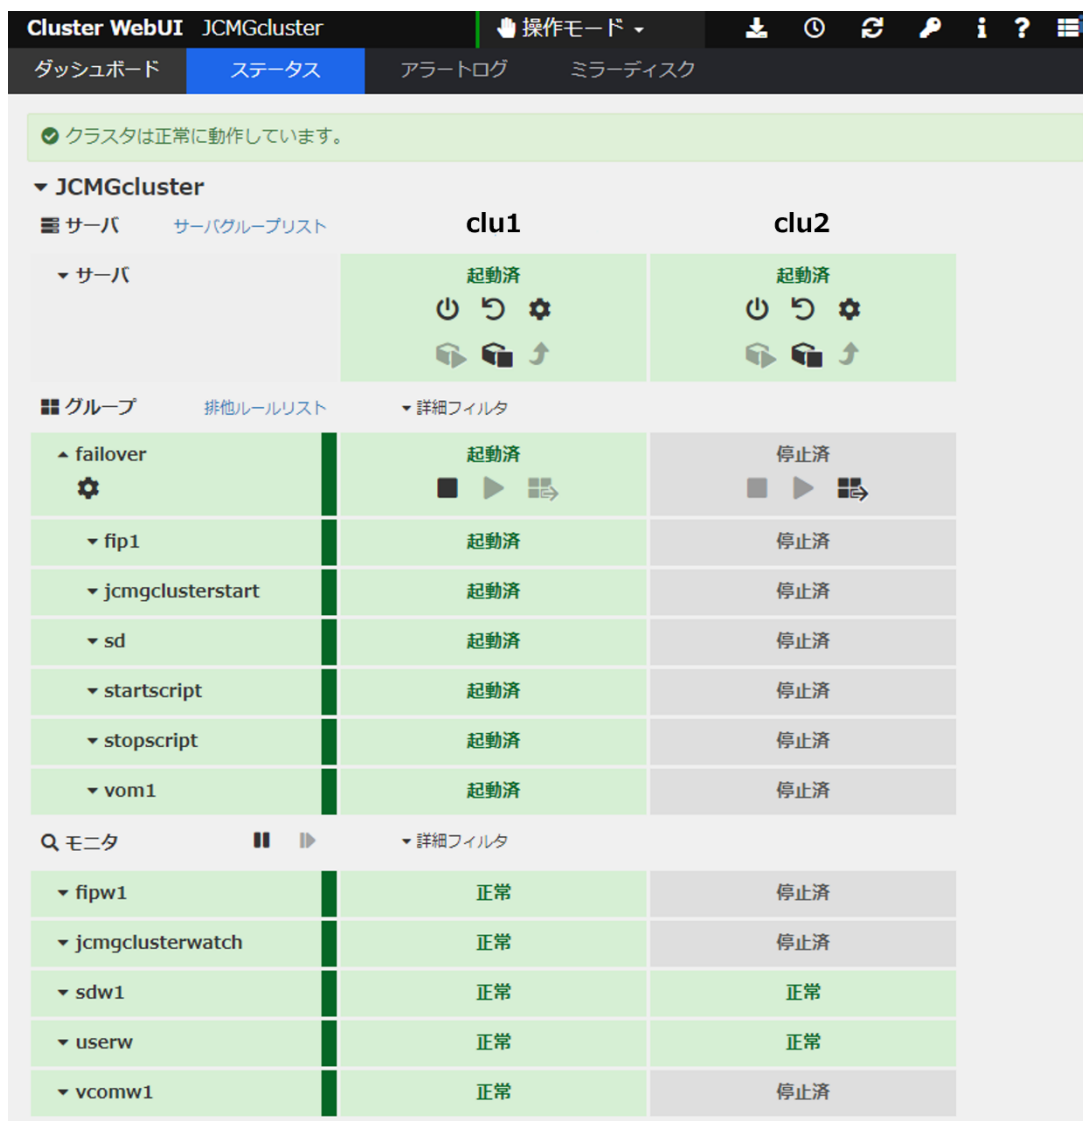 Cluster WebUI JCMGcluster 操作モード
ダッシュボード ステータス アラートログ ミラーディスク
クラスタは正常に動作しています。
JCMGcluster
サーバ サーバグループリスト clu1 clu2
サーバ 起動済 起動済
グループ 排他ルールリスト 詳細フィルタ
failover 起動済 停止済
fip1 起動済 停止済
jcmgclusterstart 起動済 停止済
sd 起動済 停止済
startscript 起動済 停止済
stopscript 起動済 停止済
vom1 起動済 停止済
モニタ 詳細フィルタ
fipw1 正常 停止済
jcmgclusterwatch 正常 停止済
sdw1 正常 正常
userw 正常 正常
vcomw1 正常 停止済